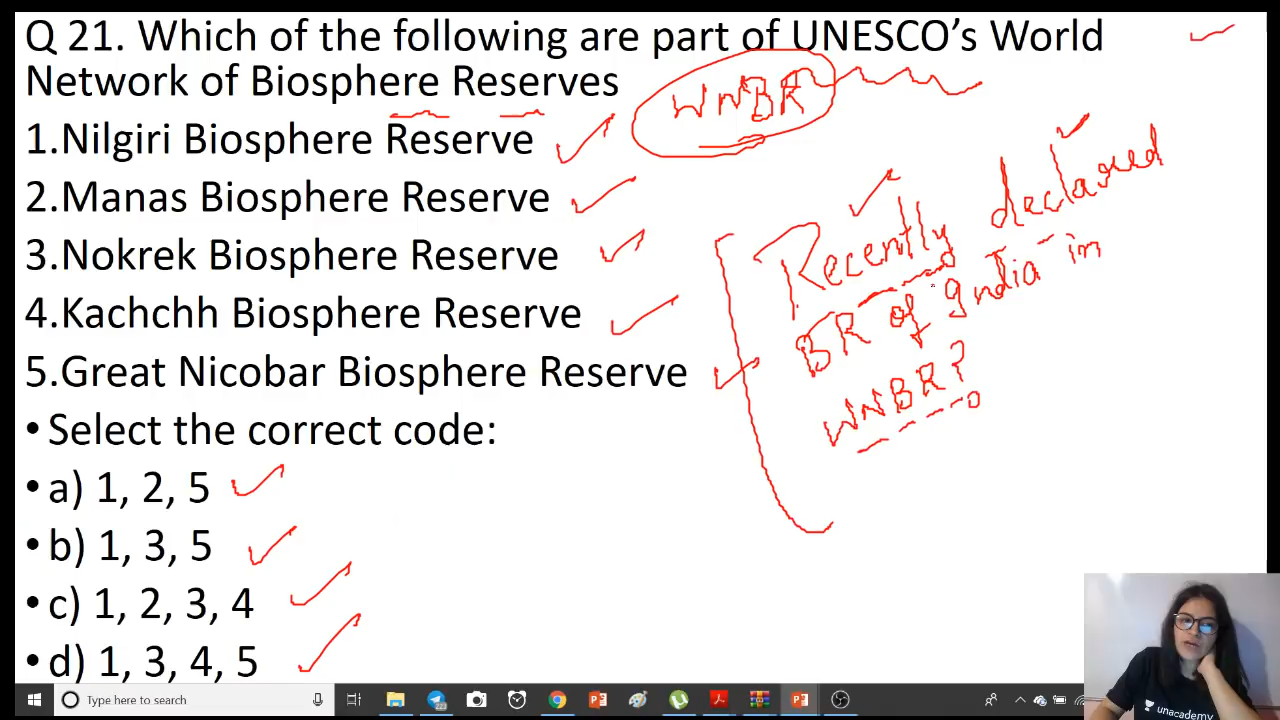 Q 21. Which of the following are part of UNESCO’s World
Network of Biosphere Reserves
WNBR
1.Nilgiri Biosphere Reserve
2.Manas Biosphere Reserve
3.Nokrek Biosphere Reserve
4.Kachchh Biosphere Reserve
5.Great Nicobar Biosphere Reserve
• Select the correct code:
• a) 1, 2, 5
• b) 1, 3, 5
• c) 1, 2, 3, 4
• d) 1, 3, 4, 5
Recently declared
BR of India in
WNBR?
unacademy
Type here to search